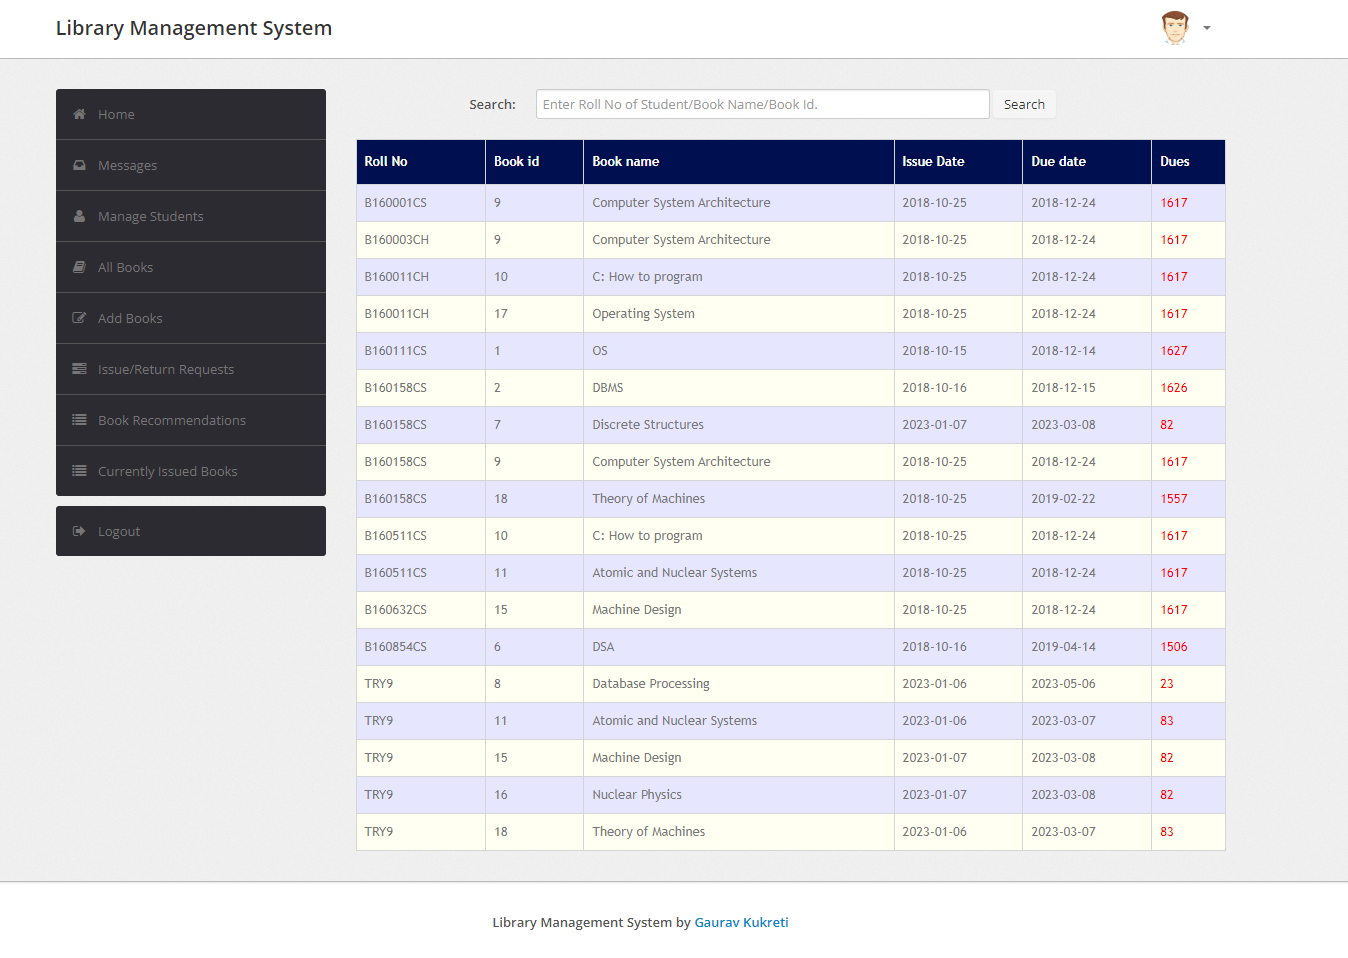 Library Management System
Home
Messages
Manage Students
All Books
Add Books
Issue/Return Requests
Book Recommendations
Currently Issued Books
Logout
Search: Enter Roll No of Student/Book Name/Book Id. Search
Roll No Book id Book name Issue Date Due date Dues
B160001CS 9 Computer System Architecture 2018-10-25 2018-12-24 1617
B160003CH 9 Computer System Architecture 2018-10-25 2018-12-24 1617
B160011CH 10 C: How to program 2018-10-25 2018-12-24 1617
B160011CH 17 Operating System 2018-10-25 2018-12-24 1617
B160111CS 1 OS 2018-10-15 2018-12-14 1627
B160158CS 2 DBMS 2018-10-16 2018-12-15 1626
B160158CS 7 Discrete Structures 2023-01-07 2023-03-08 82
B160158CS 9 Computer System Architecture 2018-10-25 2018-12-24 1617
B160158CS 18 Theory of Machines 2018-10-25 2019-02-22 1557
B160511CS 10 C: How to program 2018-10-25 2018-12-24 1617
B160511CS 11 Atomic and Nuclear Systems 2018-10-25 2018-12-24 1617
B160632CS 15 Machine Design 2018-10-25 2018-12-24 1617
B160854CS 6 DSA 2018-10-16 2019-04-14 1506
TRY9 8 Database Processing 2023-01-06 2023-05-06 23
TRY9 11 Atomic and Nuclear Systems 2023-01-06 2023-03-07 83
TRY9 15 Machine Design 2023-01-07 2023-03-08 82
TRY9 16 Nuclear Physics 2023-01-07 2023-03-08 82
TRY9 18 Theory of Machines 2023-01-06 2023-03-07 83
Library Management System by Gaurav Kukreti